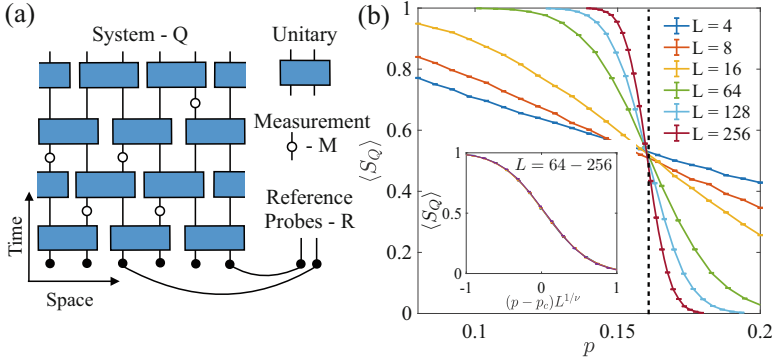 (a)
System - Q
Unitary
Measurement
- M
Reference
Probes - R
Time
Space
(b)
1
0.8
0.6
0.4
0.2
0
⟨S_Q⟩
0.1
0.15
0.2
p
L = 4
L = 8
L = 16
L = 64
L = 128
L = 256
L = 64 − 256
1
0.5
0
⟨S_Q⟩
-1
0
1
(p − p_c)L^{1/ν}